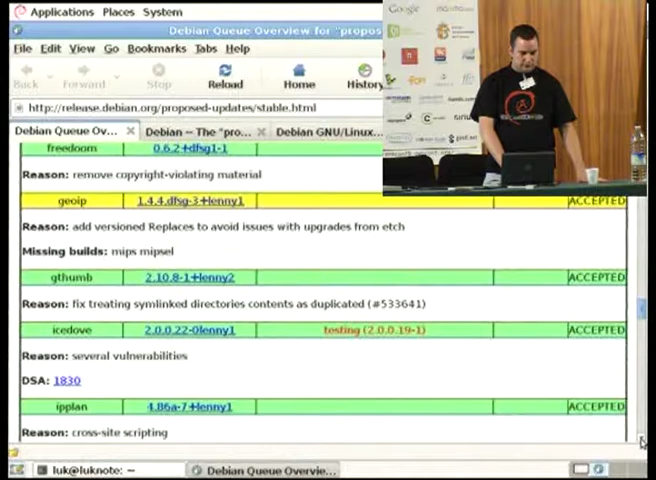 Applications Places System
Debian Queue Overview for "propos
File Edit View Go Bookmarks Tabs Help
Back Forward Stop Reload Home History
http://release.debian.org/proposed-updates/stable.html
Debian Queue Ov... Debian -- The "pro... Debian GNU/Linux...
freedoom 0.6.2+dfsg1-1
Reason: remove copyright-violating material
geoip 1.4.4.dfsg-3+lenny1 ACCEPTED
Reason: add versioned Replaces to avoid issues with upgrades from etch
Missing builds: mips mipsel
gthumb 2.10.8-1+lenny2 ACCEPTED
Reason: fix treating symlinked directories contents as duplicated (#533641)
icedove 2.0.0.22-0lenny1 testing (2.0.0.19-1) ACCEPTED
Reason: several vulnerabilities
DSA: 1830
ipplan 4.86a-7+lenny1 ACCEPTED
Reason: cross-site scripting
luk@luknote: ~ Debian Queue Overvie...
Google